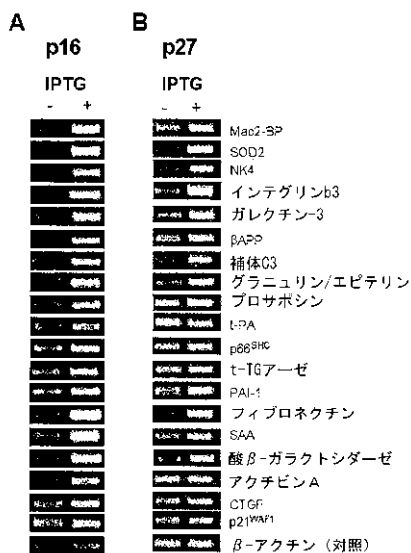 A B
p16 p27
IPTG IPTG
- + - +
Mac2-BP
SOD2
NK4
インテグリンb3
ガレクチン-3
βAPP
補体C3
グラニュリン/エピテリン
プロサポシン
t-PA
p66SHC
t-TGアーゼ
PAI-1
フィブロネクチン
SAA
酸β-ガラクトシダーゼ
アクチビンA
CTGF
p21WAF1
β-アクチン (対照)